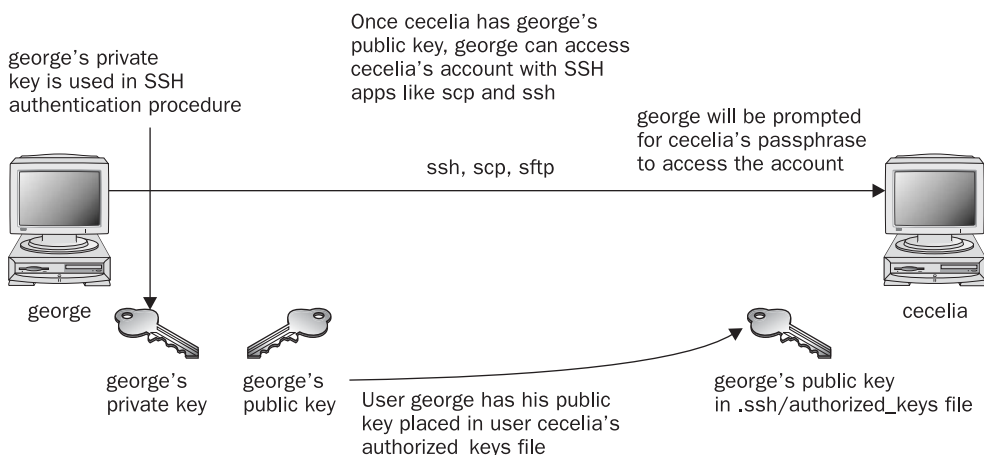 george's private
key is used in SSH
authentication procedure
Once cecelia has george's
public key, george can access
cecelia's account with SSH
apps like scp and ssh
george will be prompted
for cecelia's passphrase
to access the account
ssh, scp, sftp
george
cecelia
george's
private key
george's
public key
User george has his public
key placed in user cecelia's
authorized_keys file
george's public key
in .ssh/authorized_keys file